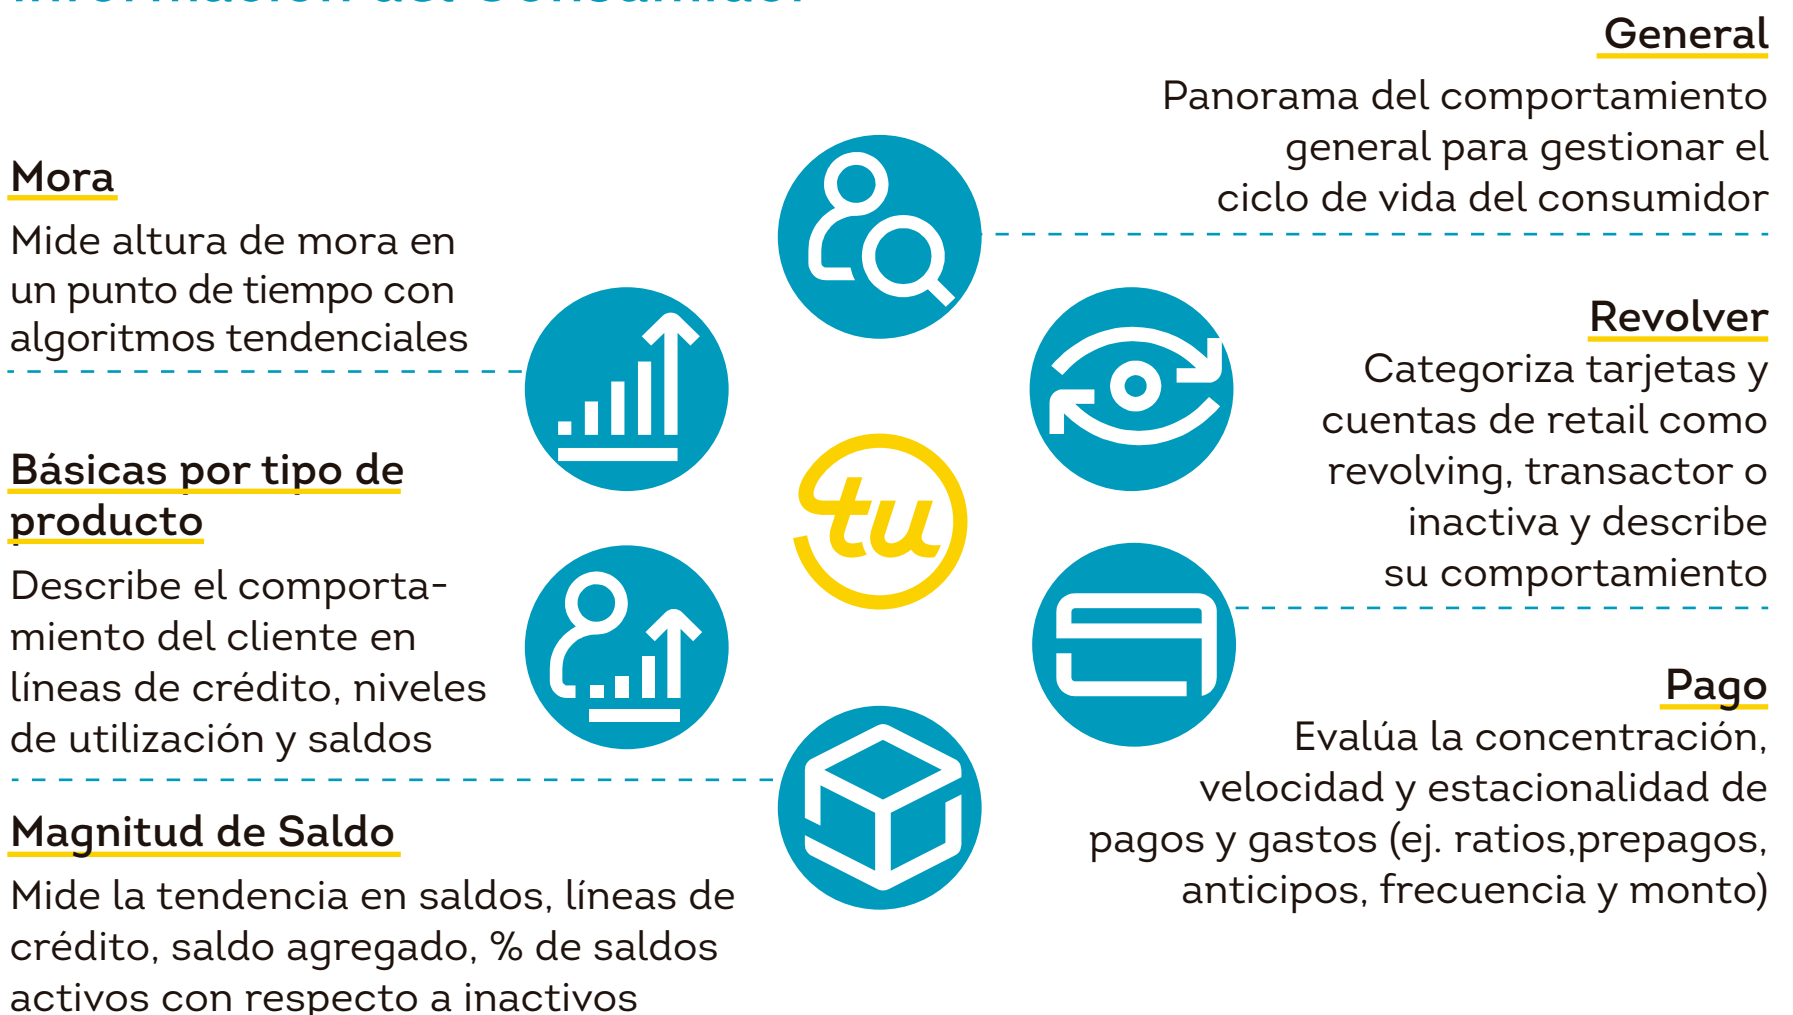 Información del Consumidor
General
Panorama del comportamiento
general para gestionar el
ciclo de vida del consumidor
Mora
Mide altura de mora en
un punto de tiempo con
algoritmos tendenciales
Revolver
Categoriza tarjetas y
cuentas de retail como
revolving, transactor o
inactiva y describe
su comportamiento
Básicas por tipo de
producto
Describe el comporta-
miento del cliente en
líneas de crédito, niveles
de utilización y saldos
tu
Pago
Evalúa la concentración,
velocidad y estacionalidad de
pagos y gastos (ej. ratios,prepagos,
anticipos, frecuencia y monto)
Magnitud de Saldo
Mide la tendencia en saldos, líneas de
crédito, saldo agregado, % de saldos
activos con respecto a inactivos